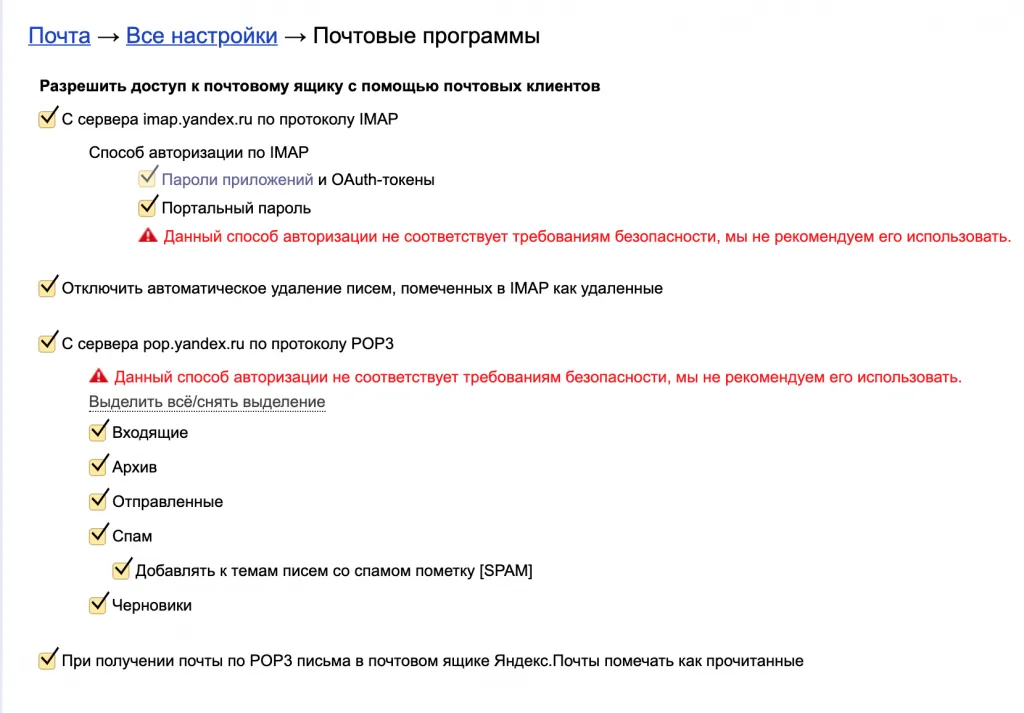 Почта → Все настройки → Почтовые программы
Разрешить доступ к почтовому ящику с помощью почтовых клиентов
С сервера imap.yandex.ru по протоколу IMAP
Способ авторизации по IMAP
Пароли приложений и OAuth-токены
Портальный пароль
Данный способ авторизации не соответствует требованиям безопасности, мы не рекомендуем его использовать.
Отключить автоматическое удаление писем, помеченных в IMAP как удаленные
С сервера pop.yandex.ru по протоколу POP3
Данный способ авторизации не соответствует требованиям безопасности, мы не рекомендуем его использовать.
Выделить всё/снять выделение
Входящие
Архив
Отправленные
Спам
Добавлять к темам писем со спамом пометку [SPAM]
Черновики
При получении почты по POP3 письма в почтовом ящике Яндекс.Почты помечать как прочитанные